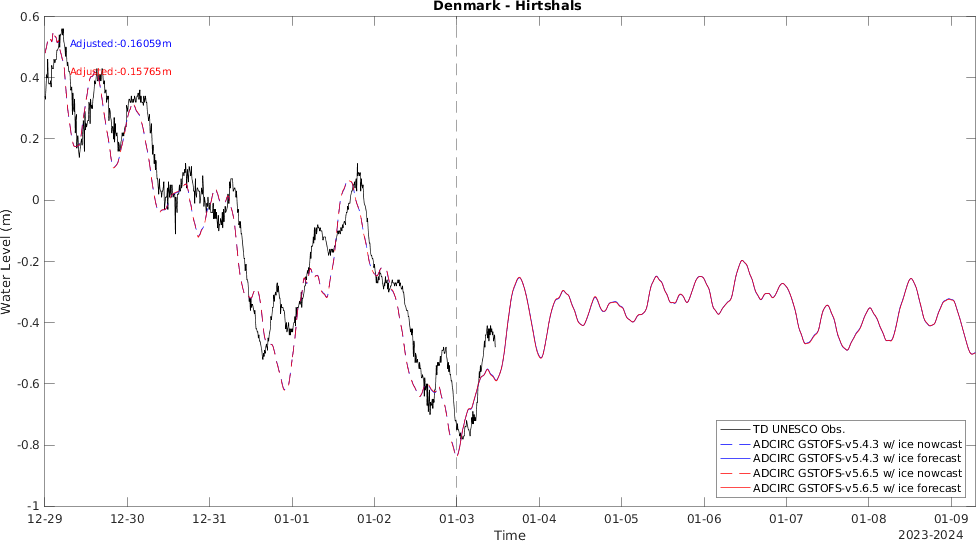 Denmark - Hirtshals
Adjusted:-0.16059m
Adjusted:-0.15765m
Water Level (m)
0.6
0.4
0.2
0
-0.2
-0.4
-0.6
-0.8
-1
TD UNESCO Obs.
ADCIRC GSTOFS-v5.4.3 w/ ice nowcast
ADCIRC GSTOFS-v5.4.3 w/ ice forecast
ADCIRC GSTOFS-v5.6.5 w/ ice nowcast
ADCIRC GSTOFS-v5.6.5 w/ ice forecast
12-29 12-30 12-31 01-01 01-02 01-03 01-04 01-05 01-06 01-07 01-08 01-09
Time
2023-2024